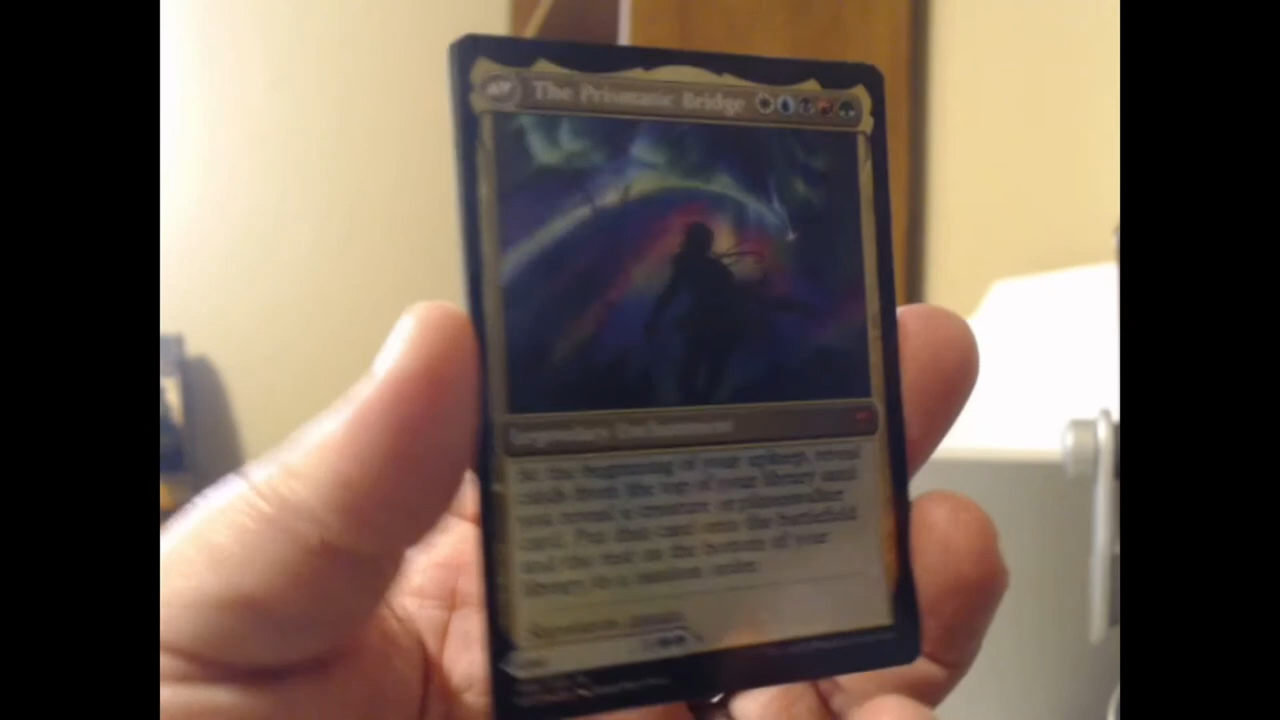 The Prismatic Bridge
Legendary Enchantment
At the beginning of your upkeep, reveal
cards from the top of your library until
you reveal a creature or planeswalker
card. Put that card onto the battlefield
and the rest on the bottom of your
library in a random order.